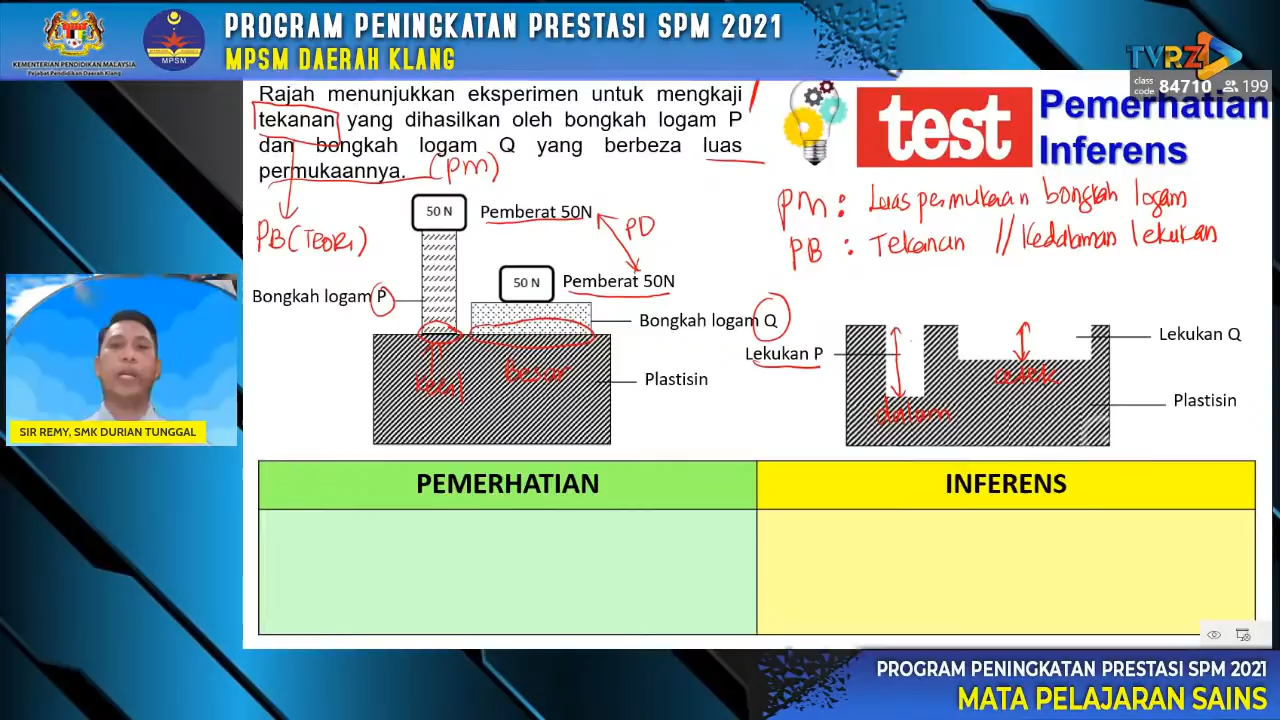 PROGRAM PENINGKATAN PRESTASI SPM 2021
MPSM DAERAH KLANG
KEMENTERIAN PENDIDIKAN MALAYSIA
Pejabat Pendidikan Daerah Klang
MPSM
TVRZ
class code 84710 199
Rajah menunjukkan eksperimen untuk mengkaji
tekanan yang dihasilkan oleh bongkah logam P
dan bongkah logam Q yang berbeza luas
permukaannya. (PM)
PB (TEORI)
test
Pemerhatian
Inferens
PM : Luas permukaan bongkah logam
PB : Tekanan // Kedalaman lekukan
50 N
Pemberat 50N
PD
50 N
Pemberat 50N
Bongkah logam P
Bongkah logam Q
Kecil
Besar
Plastisin
Lekukan P
Lekukan Q
dalam
cetek
Plastisin
SIR REMY, SMK DURIAN TUNGGAL
PEMERHATIAN
INFERENS
PROGRAM PENINGKATAN PRESTASI SPM 2021
MATA PELAJARAN SAINS